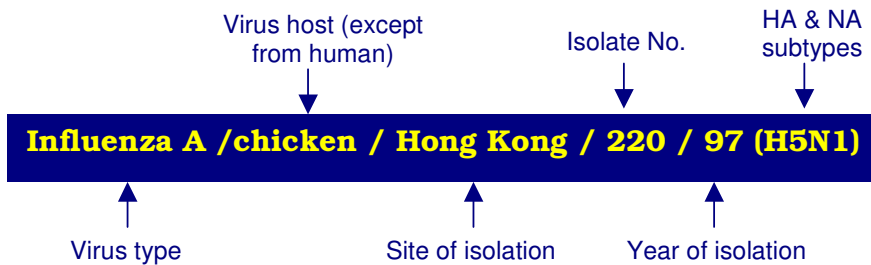 Virus host (except
from human)
Isolate No.
HA & NA
subtypes
Influenza A /chicken / Hong Kong / 220 / 97 (H5N1)
Virus type
Site of isolation
Year of isolation